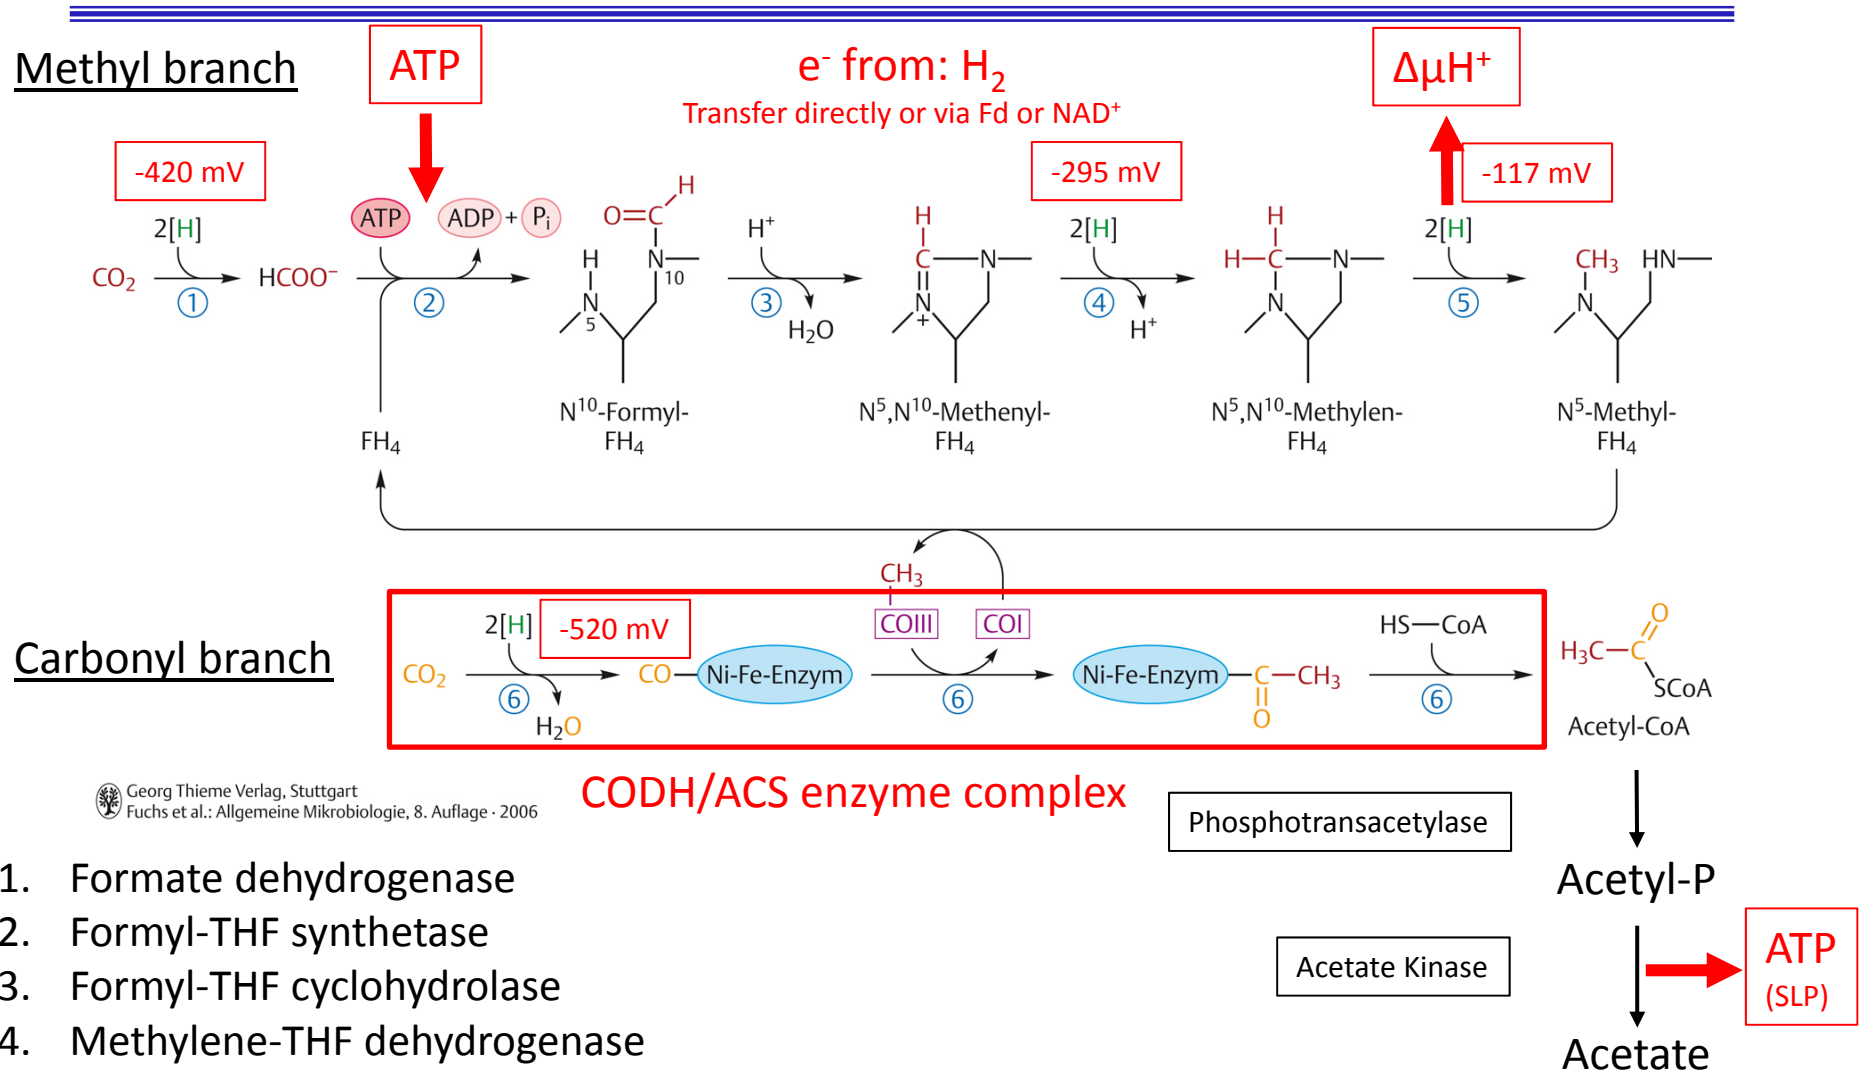 Methyl branch
ATP
e⁻ from: H₂
Transfer directly or via Fd or NAD⁺
ΔµH⁺
-420 mV
-295 mV
-117 mV
2[H]
ATP
ADP + Pᵢ
O=C
H
H⁺
2[H]
2[H]
CO₂
①
HCOO⁻
②
H
N
5
N
10
③
H₂O
H
C
N
N
+
④
H⁺
H
H–C
N
N
⑤
CH₃
HN
N
N¹⁰-Formyl-
FH₄
N⁵,N¹⁰-Methenyl-
FH₄
N⁵,N¹⁰-Methylen-
FH₄
N⁵-Methyl-
FH₄
FH₄
Carbonyl branch
CH₃
COIII
COI
2[H]
-520 mV
HS—CoA
CO₂
⑥
H₂O
CO
Ni-Fe-Enzym
⑥
Ni-Fe-Enzym
C–CH₃
O
⑥
O
H₃C–C
SCoA
Acetyl-CoA
Georg Thieme Verlag, Stuttgart
Fuchs et al.: Allgemeine Mikrobiologie, 8. Auflage · 2006
CODH/ACS enzyme complex
Phosphotransacetylase
Acetyl-P
Acetate Kinase
ATP
(SLP)
Acetate
1. Formate dehydrogenase
2. Formyl-THF synthetase
3. Formyl-THF cyclohydrolase
4. Methylene-THF dehydrogenase